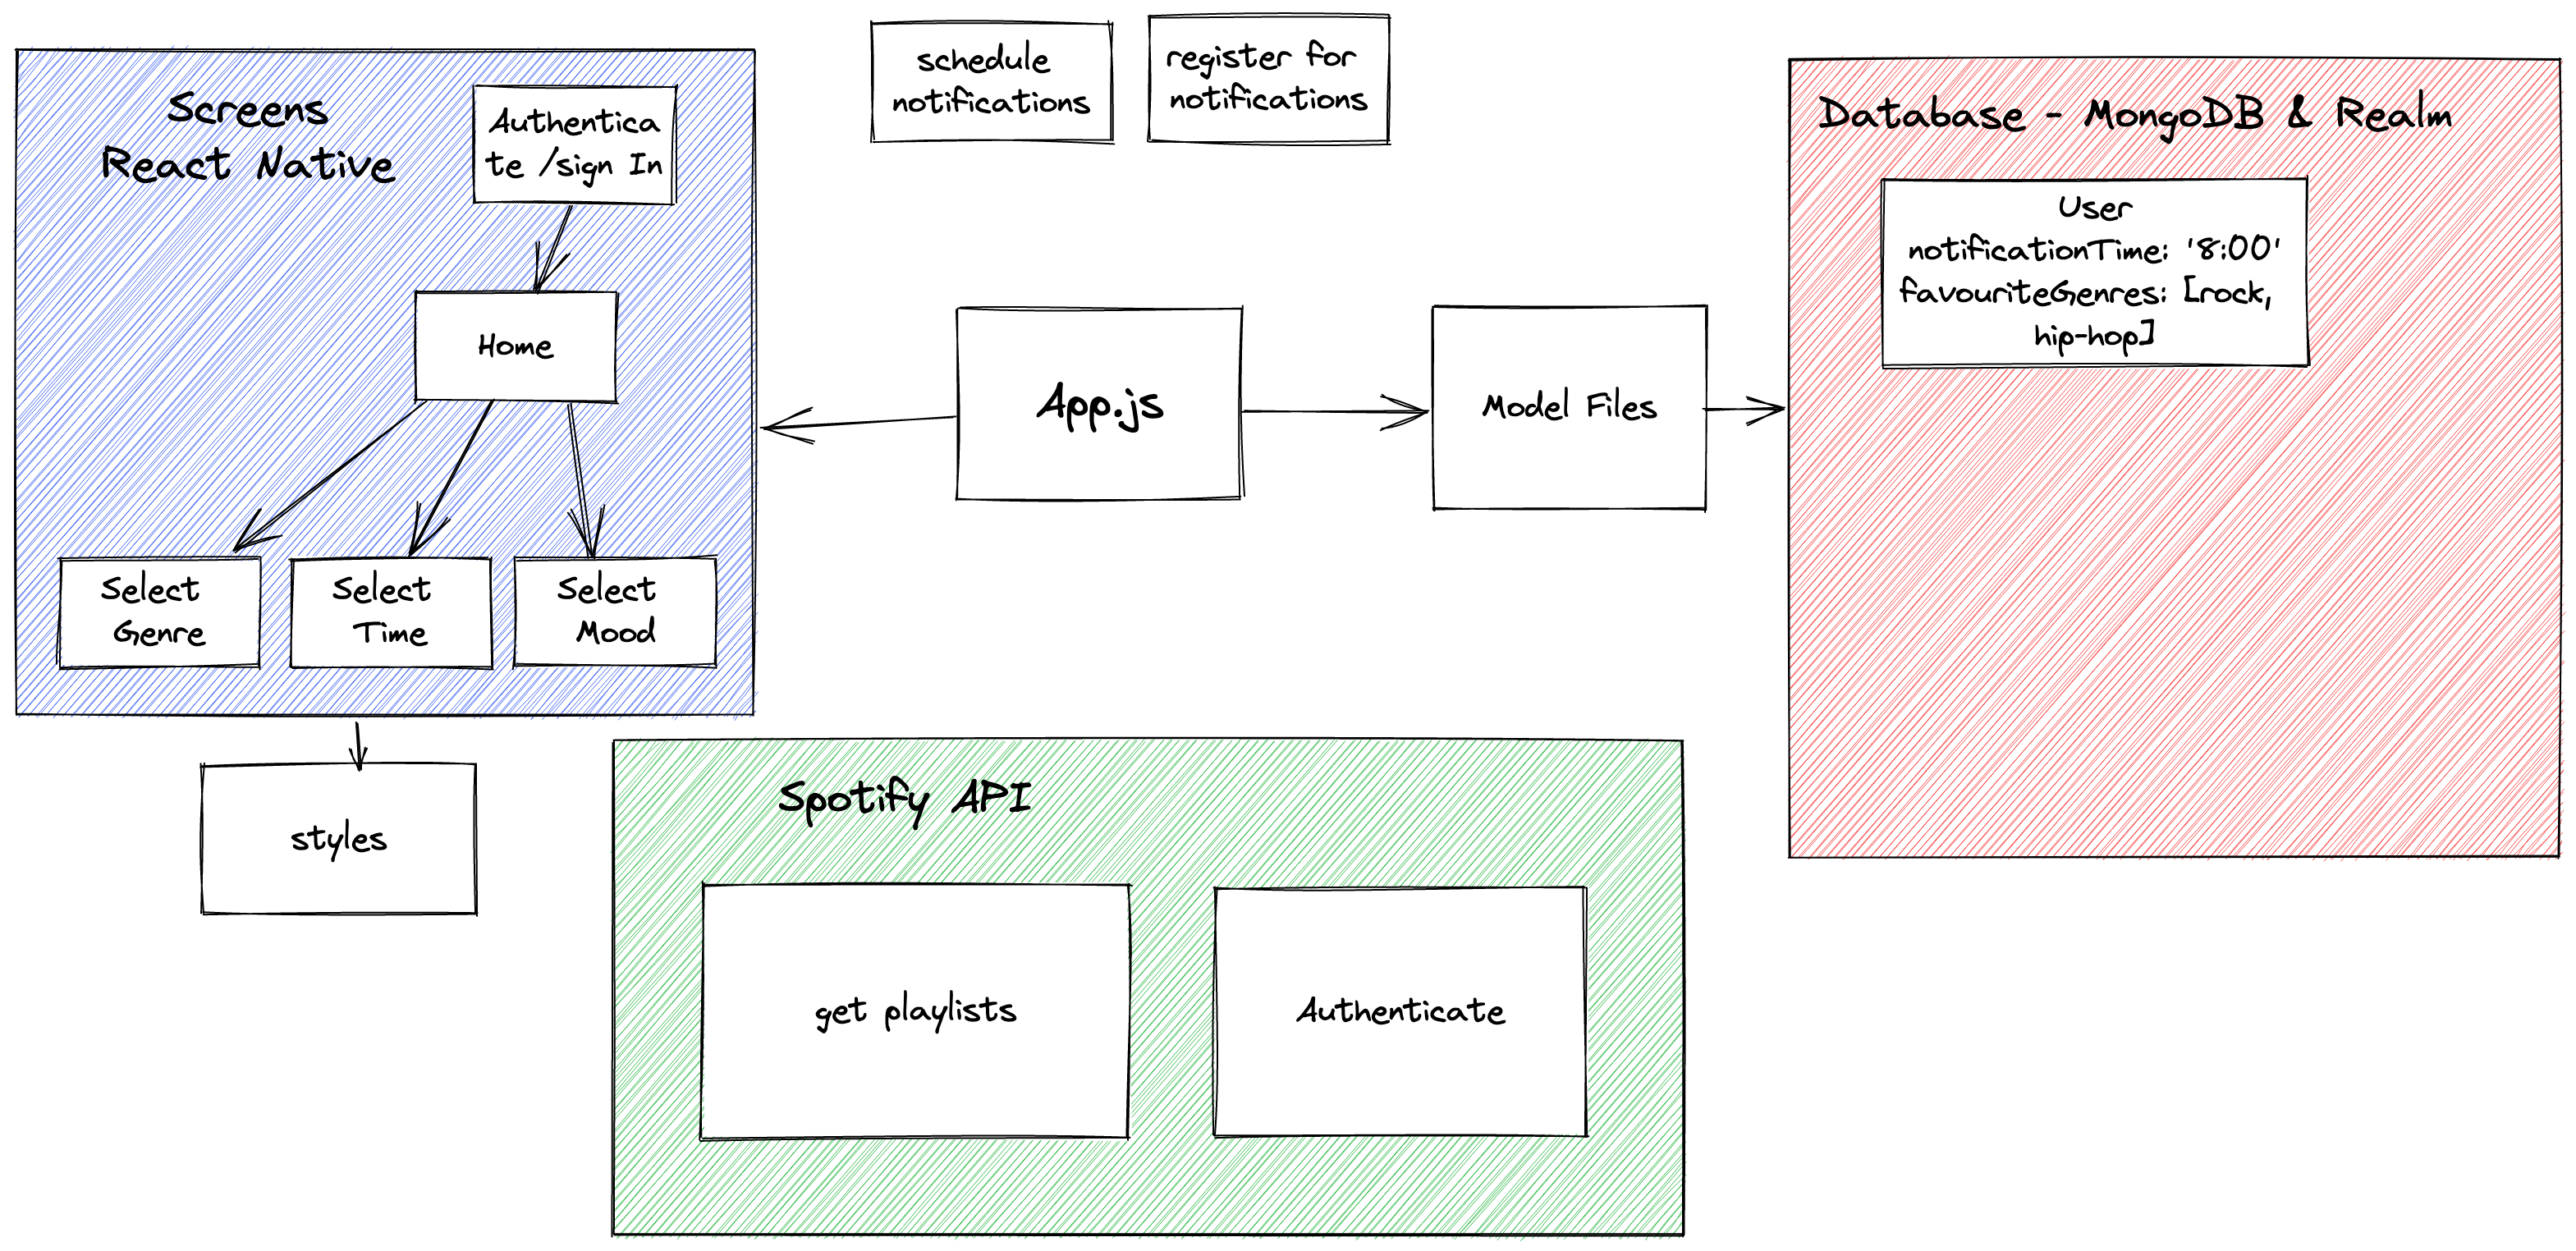 Screens
React Native
Authentica
te /sign In
Home
Select
Genre
Select
Time
Select
Mood
styles
schedule
notifications
register for
notifications
App.js
Model Files
Database - MongoDB & Realm
User
notificationTime: '8:00'
favouriteGenres: [rock,
hip-hop]
Spotify API
get playlists
Authenticate